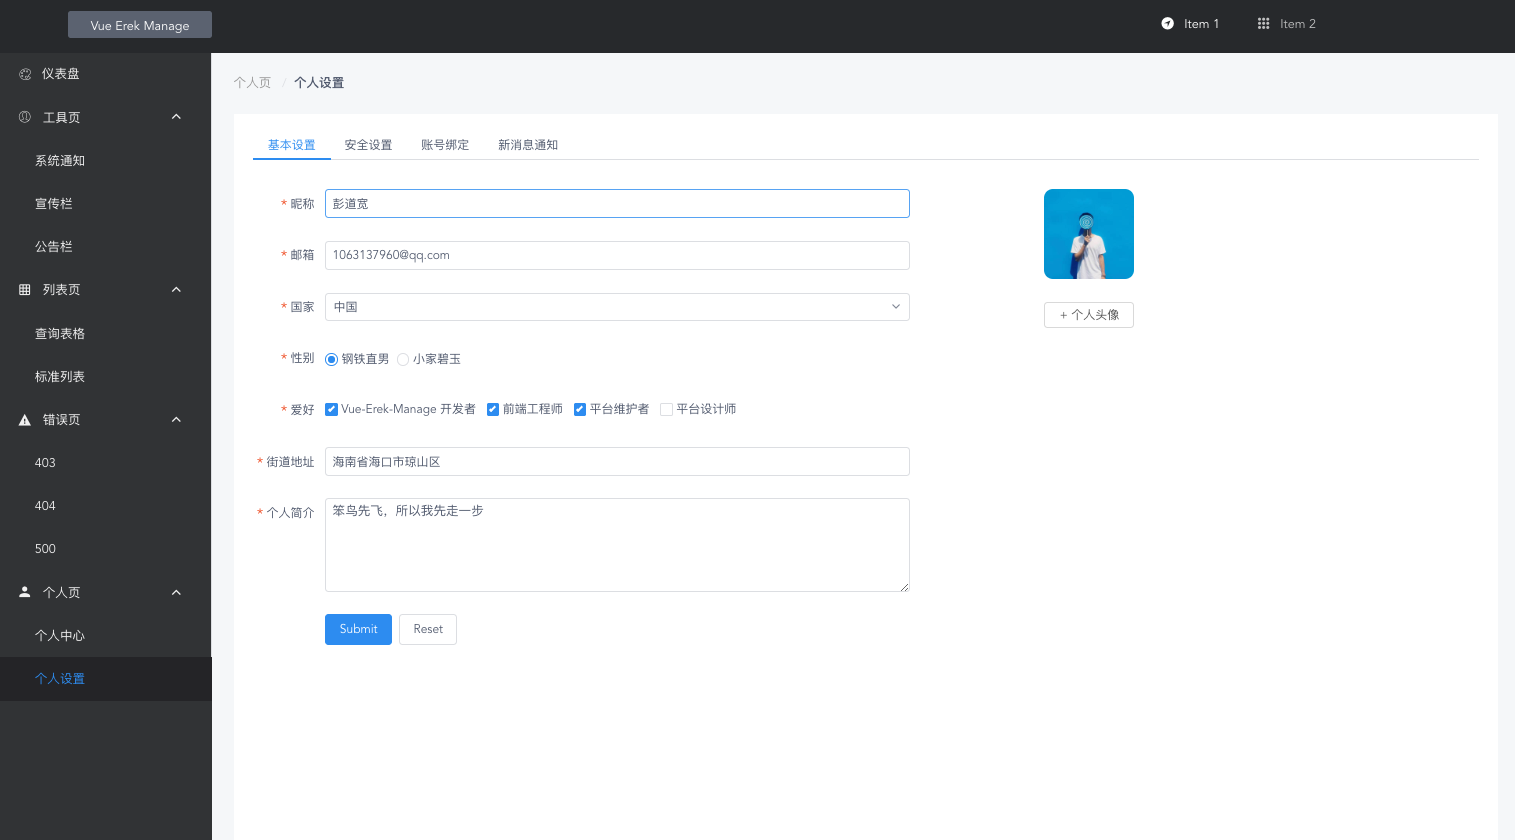 Vue Erek Manage
Item 1
Item 2
仪表盘
工具页
系统通知
宣传栏
公告栏
列表页
查询表格
标准列表
错误页
403
404
500
个人页
个人中心
个人设置
个人页 / 个人设置
基本设置 安全设置 账号绑定 新消息通知
* 昵称 彭道宽
* 邮箱 1063137960@qq.com
* 国家 中国
* 性别 钢铁直男 小家碧玉
* 爱好 Vue-Erek-Manage 开发者 前端工程师 平台维护者 平台设计师
* 街道地址 海南省海口市琼山区
* 个人简介 笨鸟先飞，所以我先走一步
Submit Reset
+ 个人头像